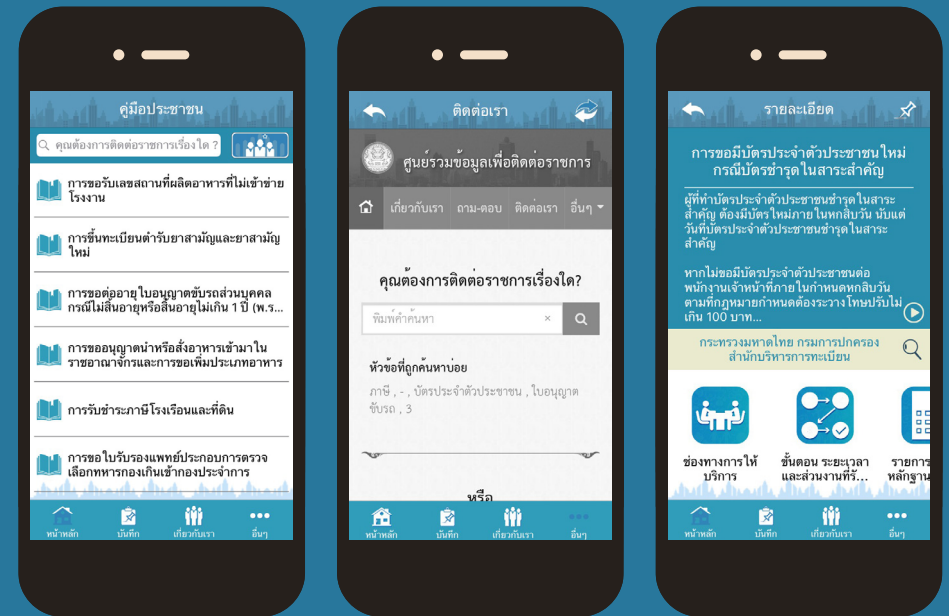 คู่มือประชาชน
คุณต้องการติดต่อราชการเรื่องใด ?
การขอรับเลขสถานที่ผลิตอาหารที่ไม่เข้าข่าย
โรงงาน
การขึ้นทะเบียนตำรับยาสามัญและยาสามัญ
ใหม่
การขอต่ออายุใบอนุญาตขับรถส่วนบุคคล
กรณีไม่สิ้นอายุหรือสิ้นอายุไม่เกิน 1 ปี (พ.ร...
การขออนุญาตนำหรือสั่งอาหารเข้ามาใน
ราชอาณาจักรและการขอเพิ่มประเภทอาหาร
การรับชำระภาษีโรงเรือนและที่ดิน
การขอใบรับรองแพทย์ประกอบการตรวจ
เลือกทหารกองเกินเข้ากองประจำการ
หน้าหลัก บันทึก เกี่ยวกับเรา อื่นๆ
ติดต่อเรา
ศูนย์รวมข้อมูลเพื่อติดต่อราชการ
เกี่ยวกับเรา ถาม-ตอบ ติดต่อเรา อื่นๆ
คุณต้องการติดต่อราชการเรื่องใด?
พิมพ์คำค้นหา ×
หัวข้อที่ถูกค้นหาบ่อย
ภาษี , - , บัตรประจำตัวประชาชน , ใบอนุญาต
ขับรถ , 3
หรือ
หน้าหลัก บันทึก เกี่ยวกับเรา อื่นๆ
รายละเอียด
การขอมีบัตรประจำตัวประชาชนใหม่
กรณีบัตรชำรุดในสาระสำคัญ
ผู้ที่ทำบัตรประจำตัวประชาชนชำรุดในสาระ
สำคัญ ต้องมีบัตรใหม่ภายในหกสิบวัน นับแต่
วันที่บัตรประจำตัวประชาชนชำรุดในสาระ
สำคัญ
หากไม่ขอมีบัตรประจำตัวประชาชนต่อ
พนักงานเจ้าหน้าที่ภายในกำหนดหกสิบวัน
ตามที่กฎหมายกำหนดต้องระวางโทษปรับไม่
เกิน 100 บาท...
กระทรวงมหาดไทย กรมการปกครอง
สำนักบริหารการทะเบียน
ช่องทางการให้
บริการ
ขั้นตอน ระยะเวลา
และส่วนงานที่รั...
รายการ
หลักฐาน
หน้าหลัก บันทึก เกี่ยวกับเรา อื่นๆ